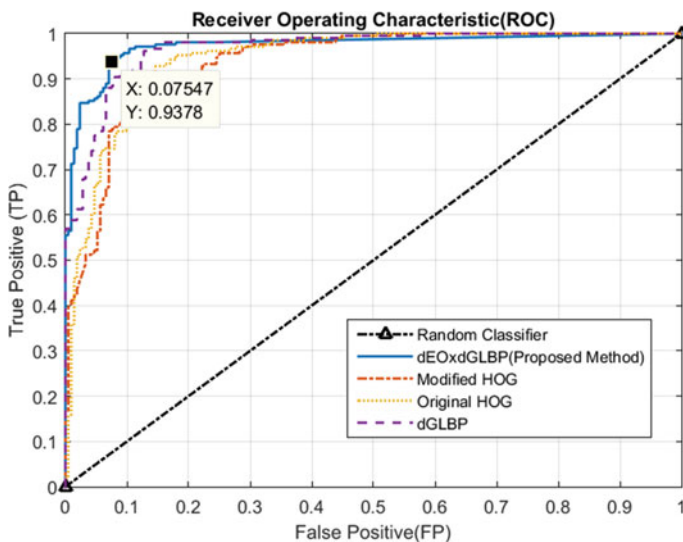 Receiver Operating Characteristic(ROC)
True Positive (TP)
1
0.9
0.8
0.7
0.6
0.5
0.4
0.3
0.2
0.1
0
X: 0.07547
Y: 0.9378
Random Classifier
dEOxdGLBP(Proposed Method)
Modified HOG
Original HOG
dGLBP
0 0.1 0.2 0.3 0.4 0.5 0.6 0.7 0.8 0.9 1
False Positive(FP)